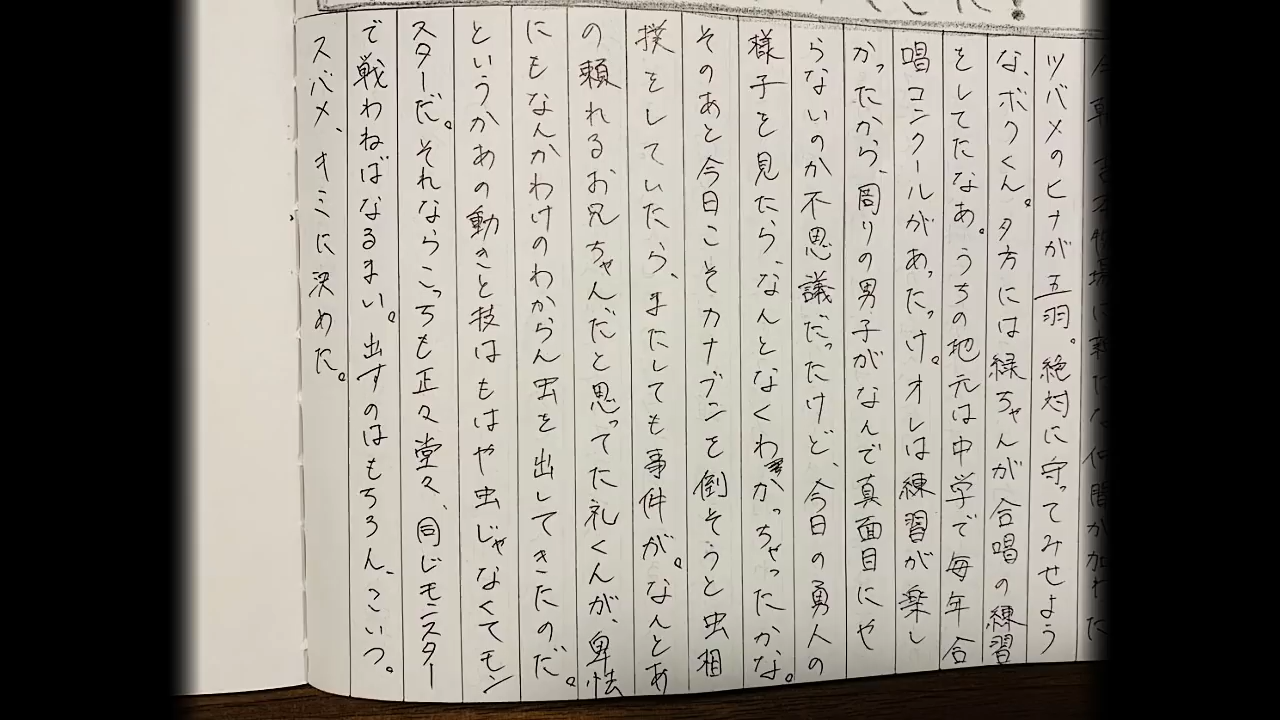 ツバメのヒナが五羽。絶対に守ってみせよう
な、ボクくん。夕方には緑ちゃんが合唱の練習
をしてたなあ。うちの地元は中学で毎年合
唱コンクールがあったっけ。オレは練習が楽し
かったから、周りの男子がなんで真面目にや
らないのか不思議だったけど、今日の勇人の
様子を見たら、なんとなくわかっちゃったかな。
そのあと今日こそカナブンを倒そうと虫相
撲をしていたら、またしても事件が。なんとあ
の頼れるお兄ちゃんだと思ってた礼くんが、卑怯
にもなんかわけのわからん虫を出してきたのだ。
というかあの動きと技はもはや虫じゃなくてモン
スターだ。それならこっちも正々堂々、同じモンスター
で戦わねばなるまい。出すのはもちろん、こいつ。
スバメ、キミに決めた。